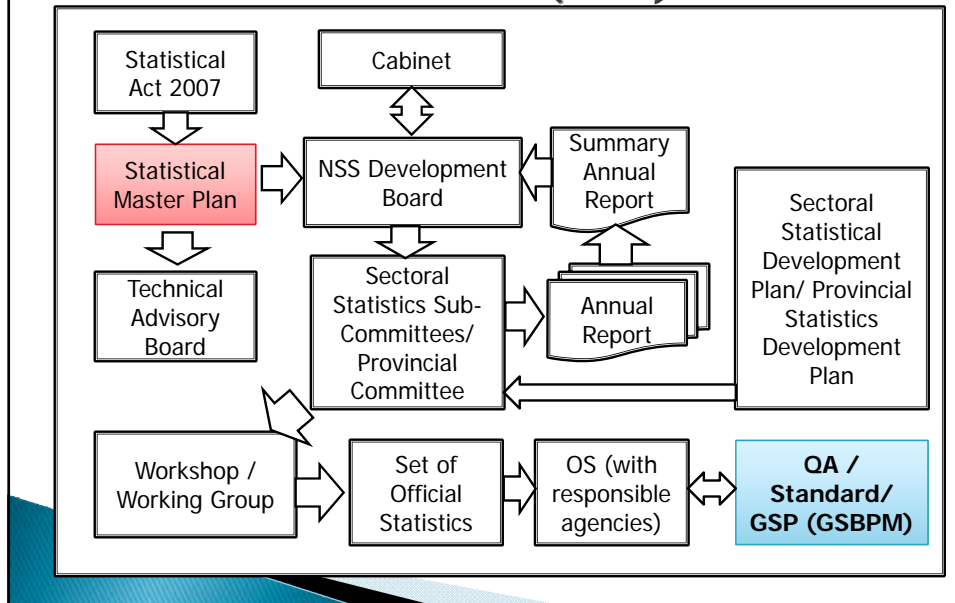 Statistical
Act 2007
Cabinet
Statistical
Master Plan
NSS Development
Board
Summary
Annual
Report
Sectoral
Statistical
Development
Plan/ Provincial
Statistics
Development
Plan
Technical
Advisory
Board
Sectoral
Statistics Sub-
Committees/
Provincial
Committee
Annual
Report
Workshop /
Working Group
Set of
Official
Statistics
OS (with
responsible
agencies)
QA /
Standard/
GSP (GSBPM)